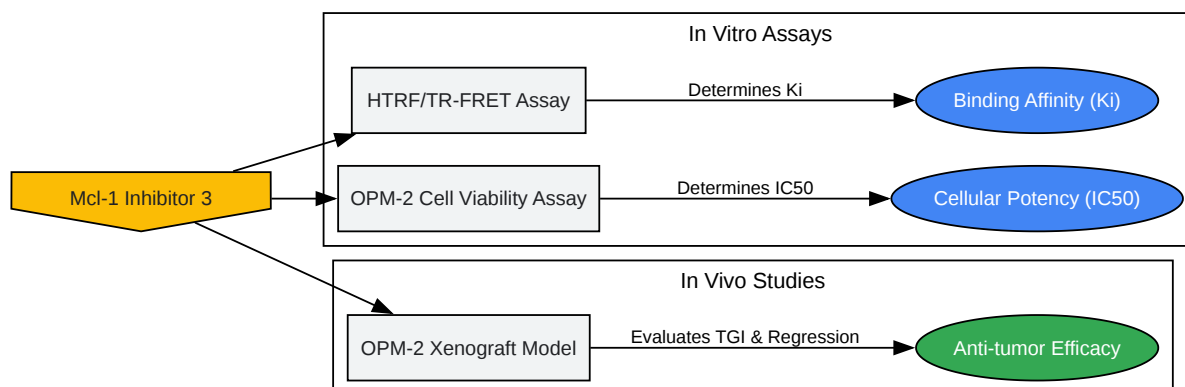 In Vitro Assays
HTRF/TR-FRET Assay
Determines Ki
Binding Affinity (Ki)
Mcl-1 Inhibitor 3
OPM-2 Cell Viability Assay
Determines IC50
Cellular Potency (IC50)
In Vivo Studies
OPM-2 Xenograft Model
Evaluates TGI & Regression
Anti-tumor Efficacy